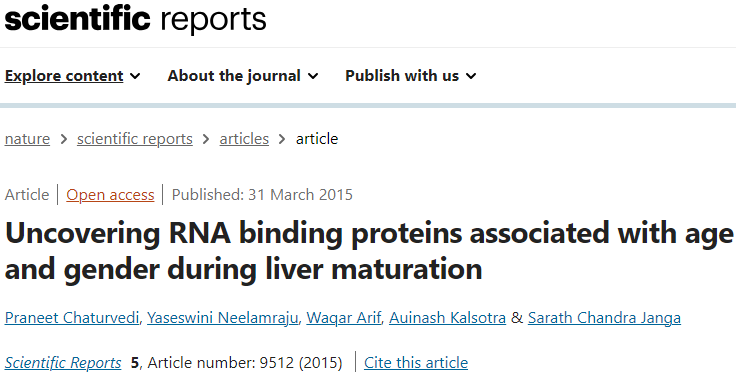 scientific reports
Explore content About the journal Publish with us
nature > scientific reports > articles > article
Article | Open access | Published: 31 March 2015
Uncovering RNA binding proteins associated with age
and gender during liver maturation
Praneet Chaturvedi, Yaseswini Neelamraju, Waqar Arif, Auinash Kalsotra & Sarath Chandra Janga
Scientific Reports 5, Article number: 9512 (2015) | Cite this article